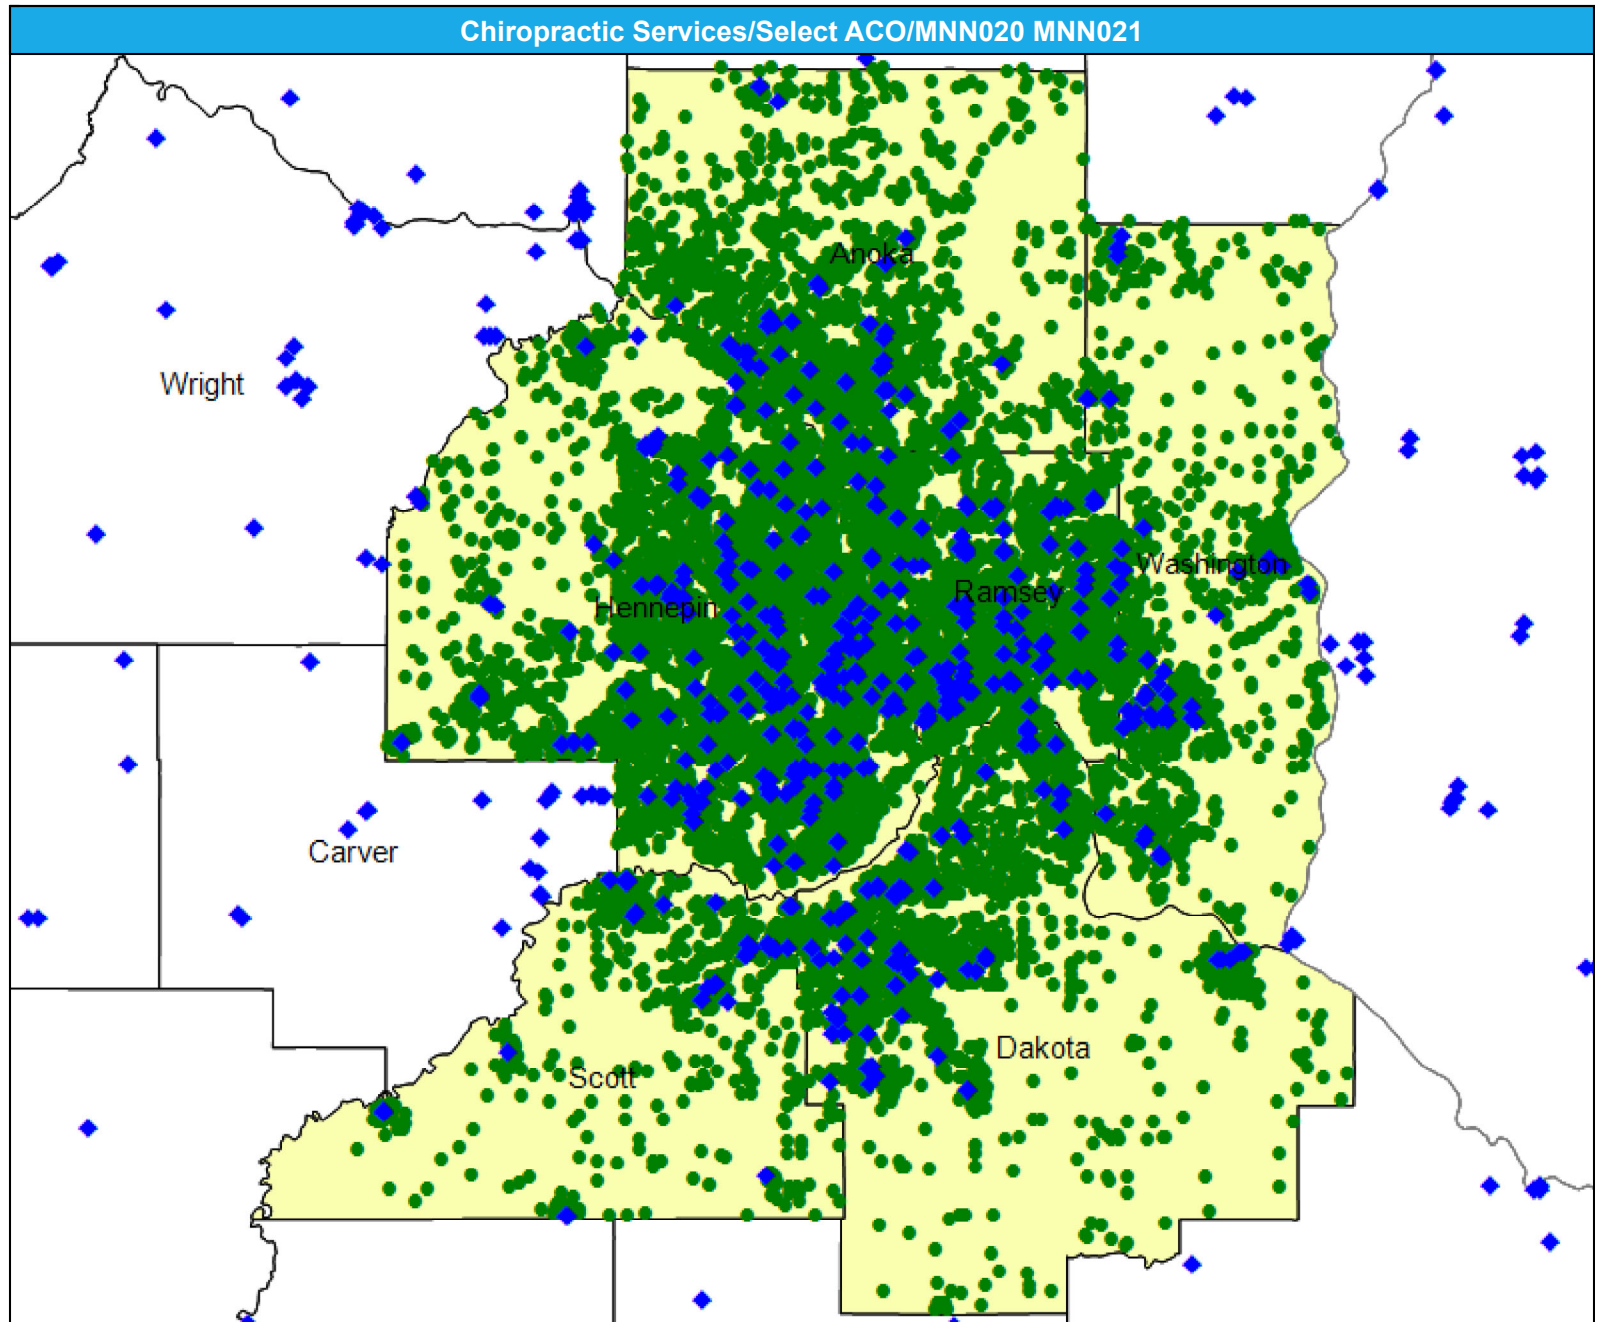 Chiropractic Services/Select ACO/MNN020 MNN021
Anoka
Wright
Washington
Ramsey
Hennepin
Carver
Dakota
Scott